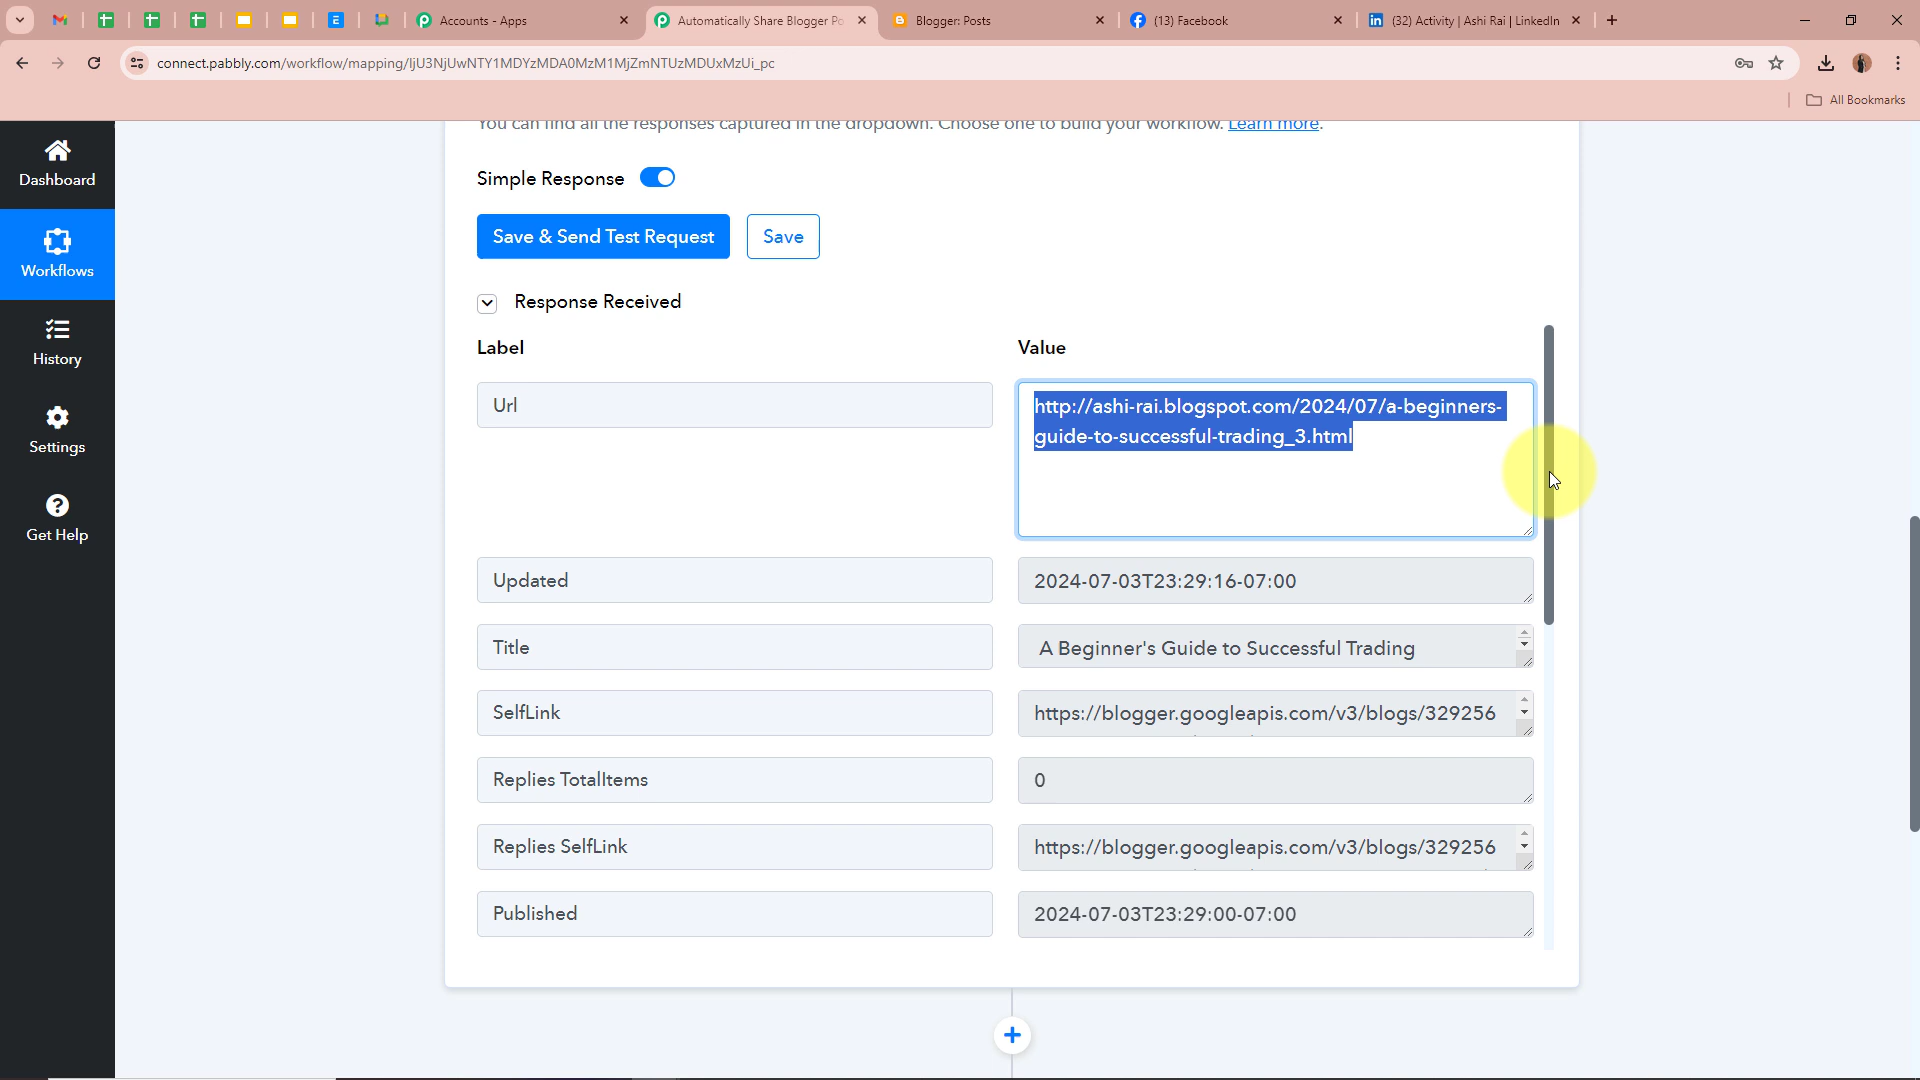 Accounts - Apps
Automatically Share Blogger Po
Blogger: Posts
(13) Facebook
(32) Activity | Ashi Rai | LinkedIn
connect.pabbly.com/workflow/mapping/IjU3NjUwNTY1MDYzMDA0MzM1MjZmNTUzMDUxMzUi_pc
All Bookmarks
Dashboard
Workflows
History
Settings
Get Help
You can find all the responses captured in the dropdown. Choose one to build your workflow. Learn more.
Simple Response
Save & Send Test Request
Save
Response Received
Label
Value
Url
http://ashi-rai.blogspot.com/2024/07/a-beginners-
guide-to-successful-trading_3.html
Updated
2024-07-03T23:29:16-07:00
Title
A Beginner's Guide to Successful Trading
SelfLink
https://blogger.googleapis.com/v3/blogs/329256
Replies TotalItems
0
Replies SelfLink
https://blogger.googleapis.com/v3/blogs/329256
Published
2024-07-03T23:29:00-07:00